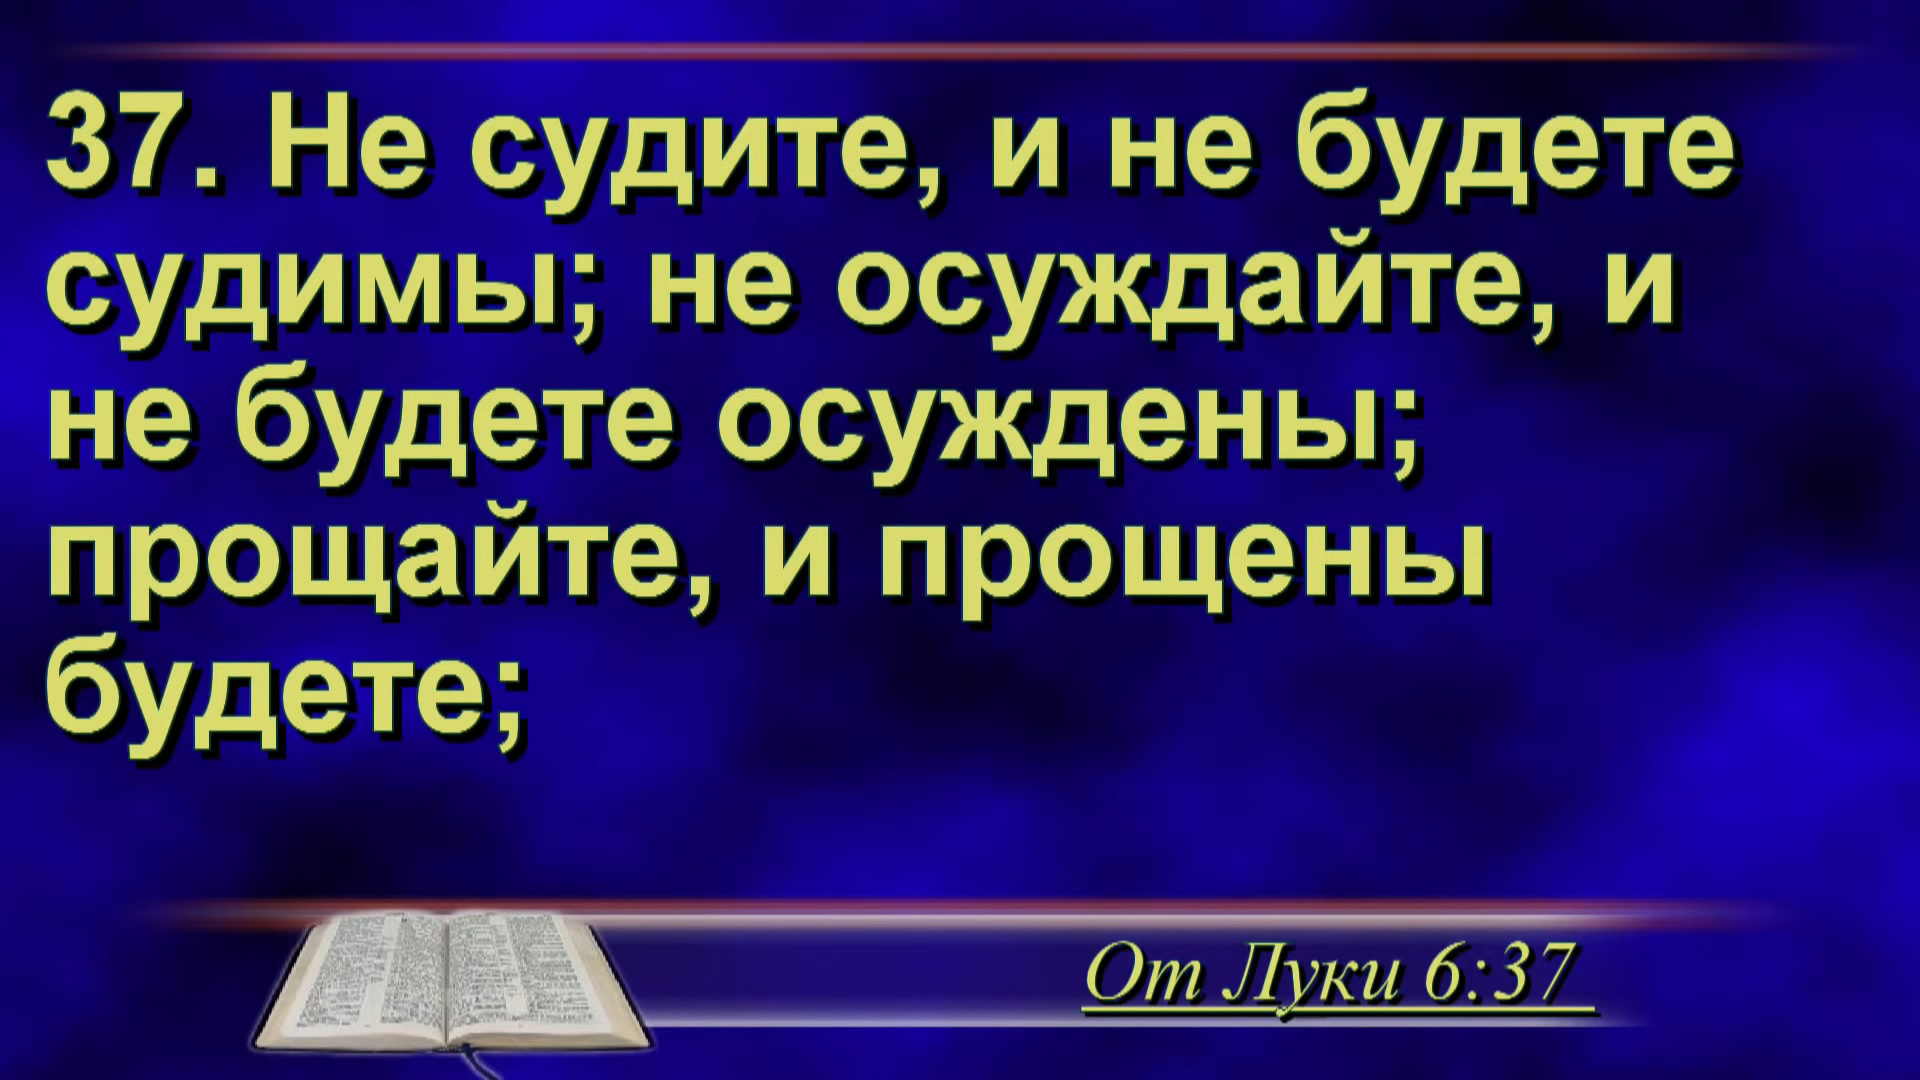 37. Не судите, и не будете
судимы; не осуждайте, и
не будете осуждены;
прощайте, и прощены
будете;
От Луки 6:37